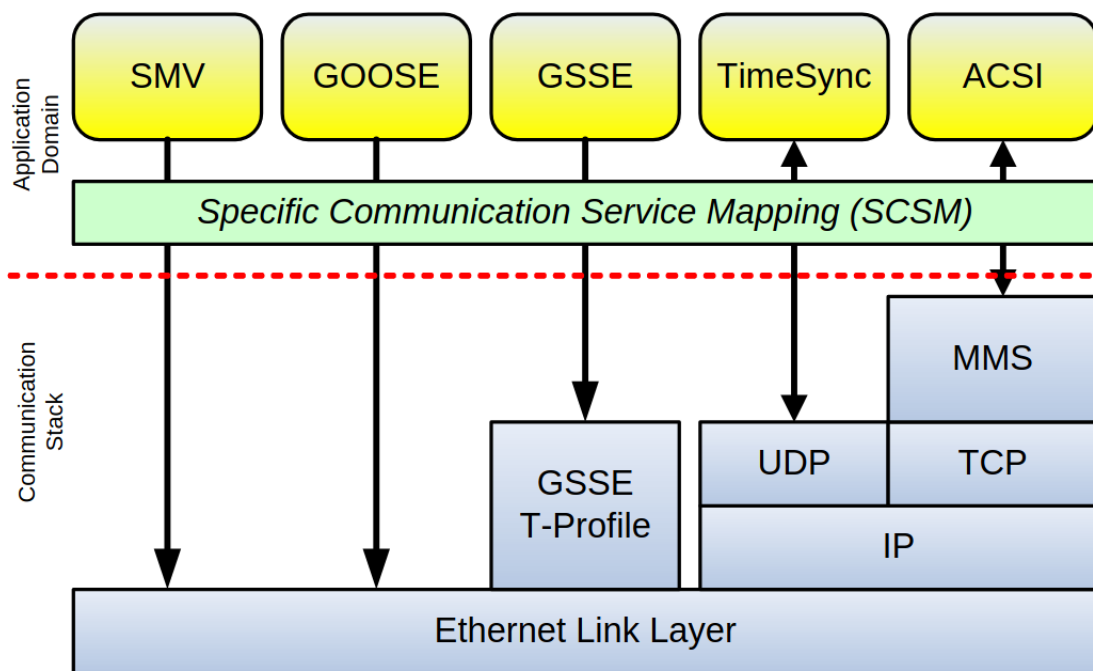 SMV
GOOSE
GSSE
TimeSync
ACSI
Application
Domain
Specific Communication Service Mapping (SCSM)
Communication
Stack
MMS
GSSE
T-Profile
UDP
TCP
IP
Ethernet Link Layer